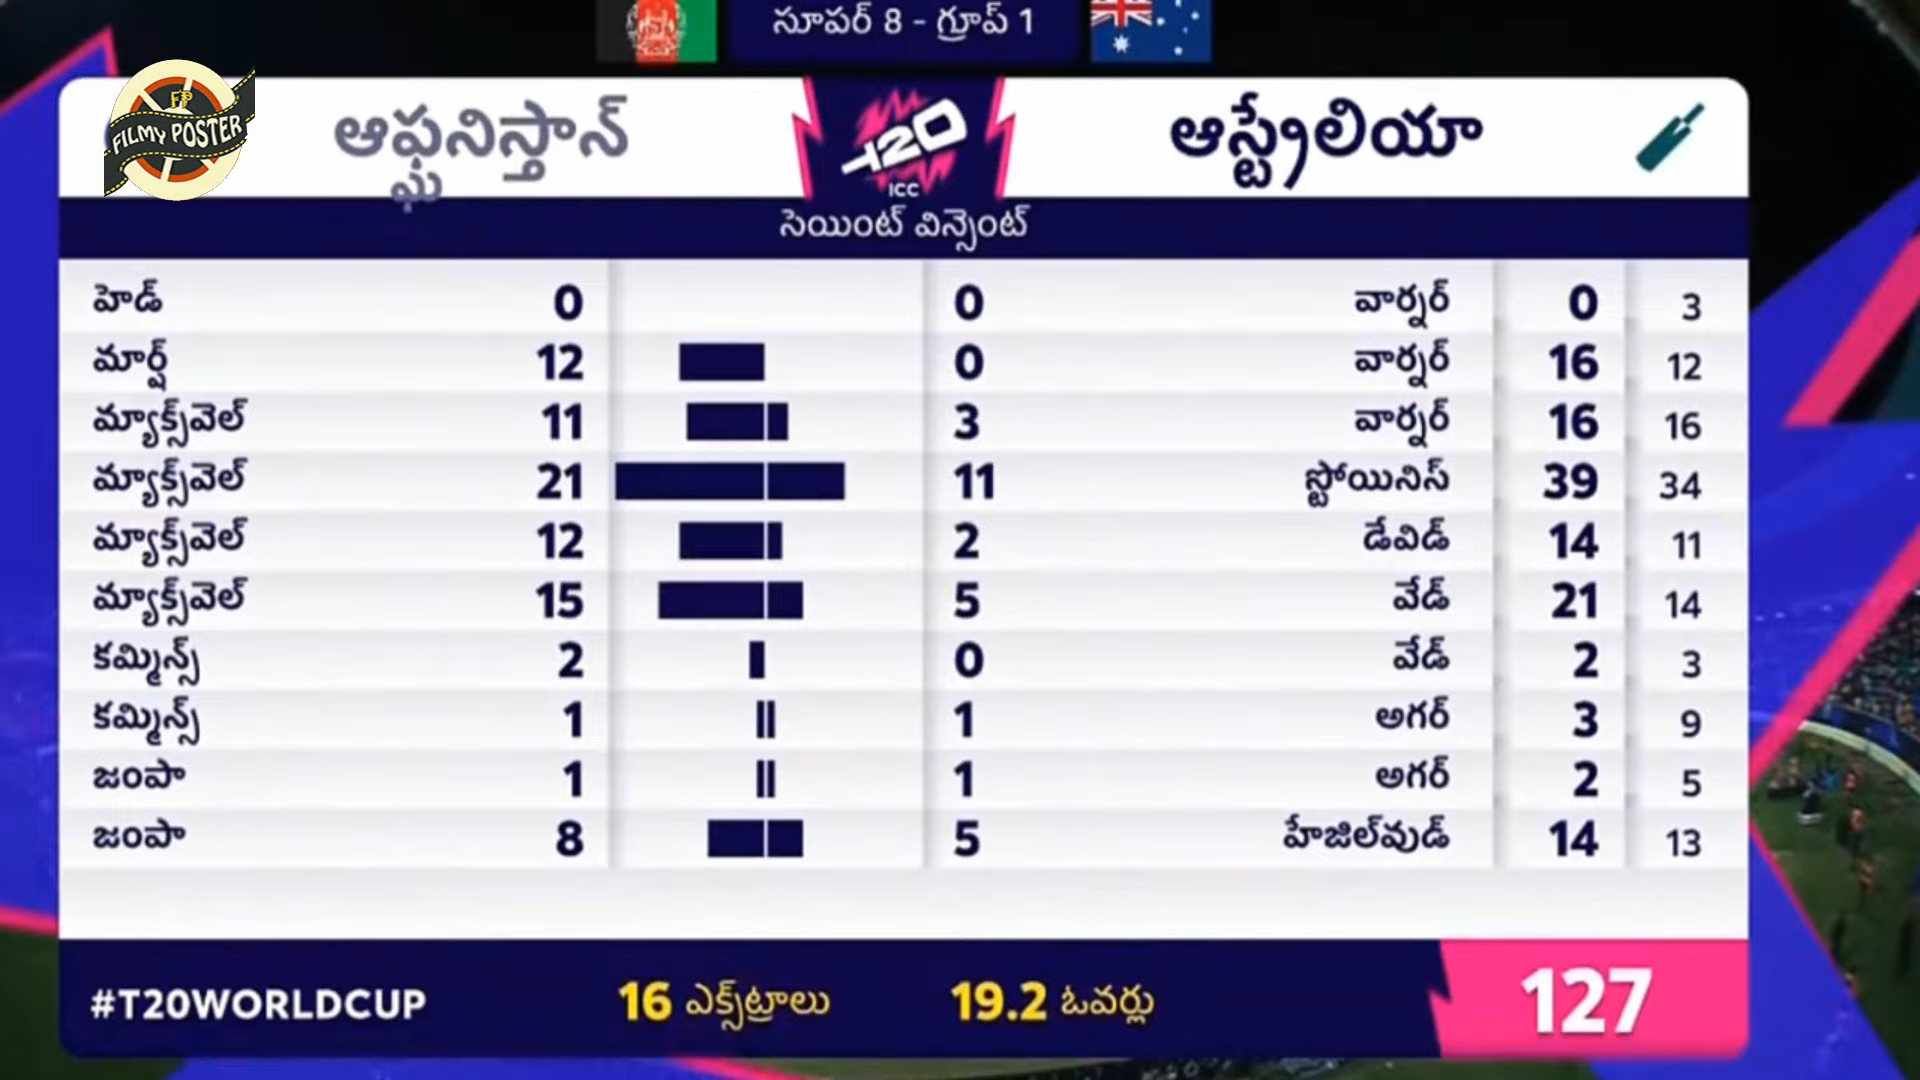 సూపర్ 8 - గ్రూప్ 1
FP
FILMY POSTER
ఆఫ్ఘనిస్తాన్ T20 ఆస్ట్రేలియా
ICC
సెయింట్ విన్సెంట్
హెడ్ 0 0 వార్నర్ 0 3
మార్ష్ 12 0 వార్నర్ 16 12
మ్యాక్స్‌వెల్ 11 3 వార్నర్ 16 16
మ్యాక్స్‌వెల్ 21 11 స్టోయినిస్ 39 34
మ్యాక్స్‌వెల్ 12 2 డేవిడ్ 14 11
మ్యాక్స్‌వెల్ 15 5 వేడ్ 21 14
కమ్మిన్స్ 2 0 వేడ్ 2 3
కమ్మిన్స్ 1 1 అగర్ 3 9
జంపా 1 1 అగర్ 2 5
జంపా 8 5 హేజిల్‌వుడ్ 14 13
#T20WORLDCUP 16 ఎక్స్‌ట్రాలు 19.2 ఓవర్లు 127